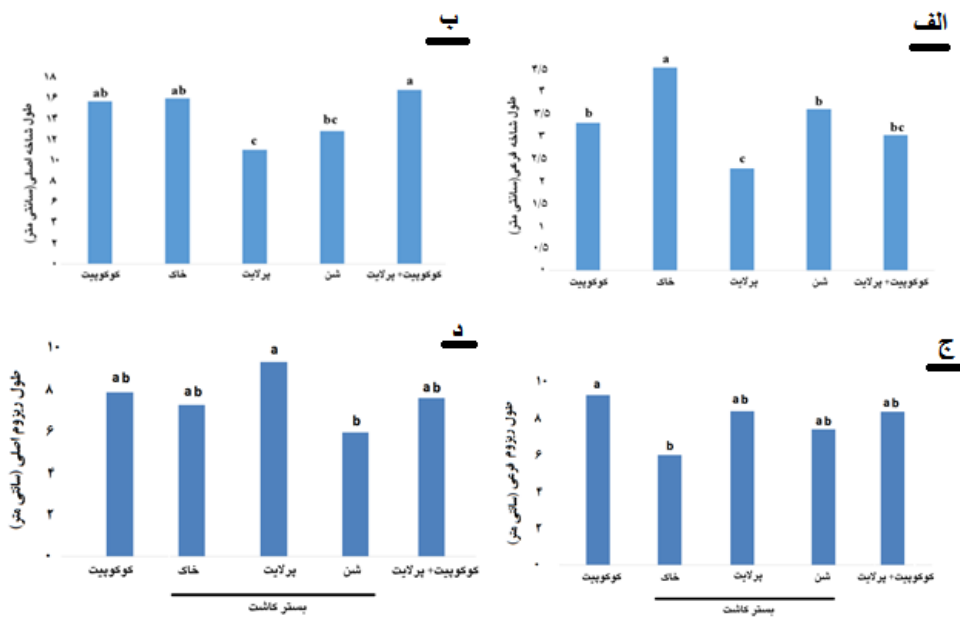 الف
طول شاخه فرعی(سانتی متر)
۴/۵
۴
۳/۵
۳
۲/۵
۲
۱/۵
۱
۰/۵
۰
b
a
c
b
bc
کوکوپیت
خاک
پرلایت
شن
کوکوپیت+ پرلایت
ب
طول شاخه اصلی(سانتی متر)
۱۸
۱۶
۱۴
۱۲
۱۰
۸
۶
۴
۲
۰
ab
ab
c
bc
a
کوکوپیت
خاک
پرلایت
شن
کوکوپیت+ پرلایت
ج
طول ریزوم فرعی (سانتی متر)
۱۰
۸
۶
۴
۲
۰
a
b
ab
ab
ab
کوکوپیت
خاک
پرلایت
شن
کوکوپیت+ پرلایت
بستر کاشت
د
طول ریزوم اصلی (سانتی متر)
۱۰
۸
۶
۴
۲
۰
ab
ab
a
b
ab
کوکوپیت
خاک
پرلایت
شن
کوکوپیت+ پرلایت
بستر کاشت